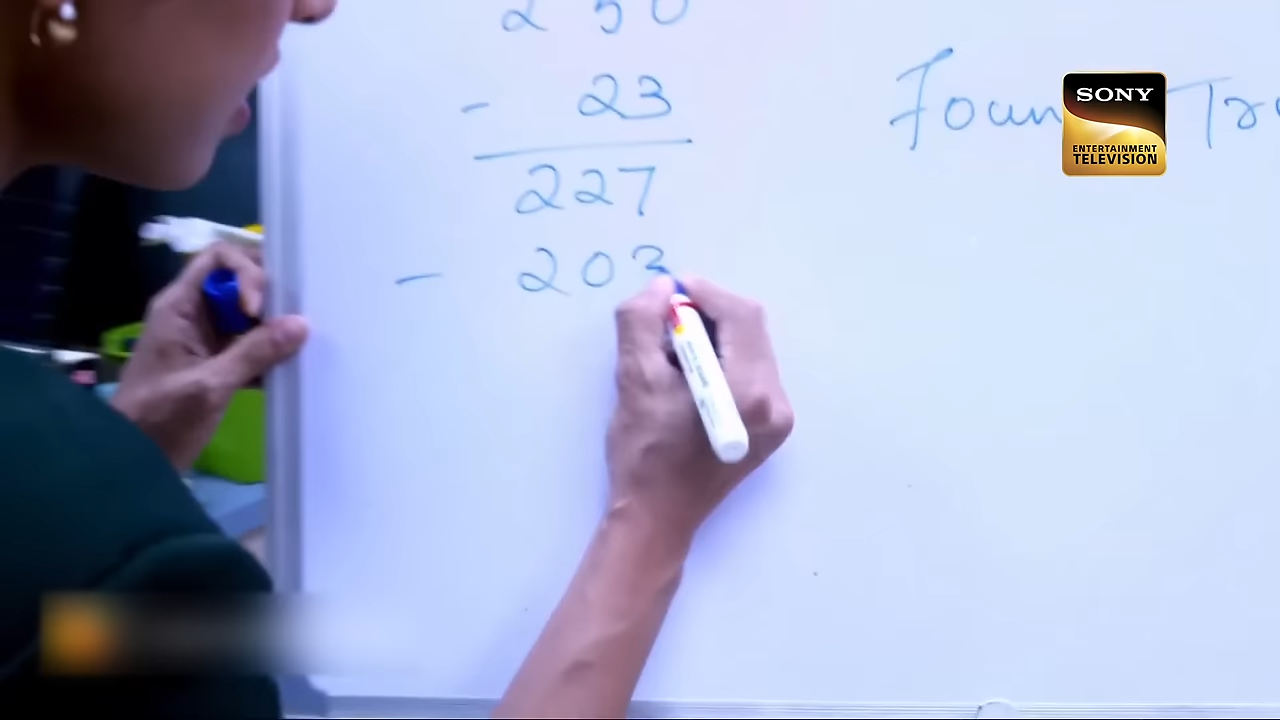 250
- 23
227
- 203
Foun Tr
SONY
ENTERTAINMENT
TELEVISION